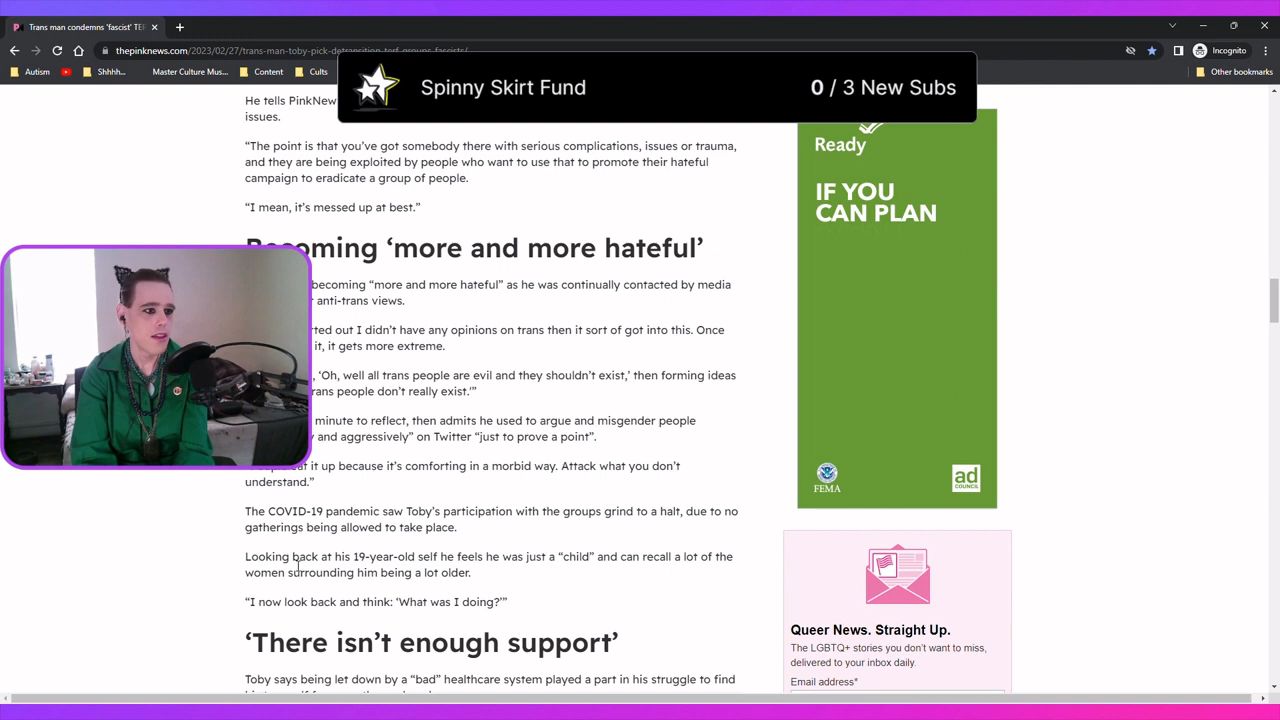 Trans man condemns 'fascist' TE
thepinknews.com/2023/02/27/trans-man-toby-pick-detransition-terf-groups-fascists/
Incognito
Autism
Shhhh...
Master Culture Mus...
Content
Cults
Other bookmarks
Spinny Skirt Fund
0 / 3 New Subs
He tells PinkNew
issues.
“The point is that you’ve got somebody there with serious complications, issues or trauma,
and they are being exploited by people who want to use that to promote their hateful
campaign to eradicate a group of people.
“I mean, it’s messed up at best.”
Becoming ‘more and more hateful’
becoming “more and more hateful” as he was continually contacted by media
anti-trans views.
rted out I didn’t have any opinions on trans then it sort of got into this. Once
it, it gets more extreme.
, ‘Oh, well all trans people are evil and they shouldn’t exist,’ then forming ideas
rans people don’t really exist.’”
minute to reflect, then admits he used to argue and misgender people
and aggressively” on Twitter “just to prove a point”.
it up because it’s comforting in a morbid way. Attack what you don’t
understand.”
The COVID-19 pandemic saw Toby’s participation with the groups grind to a halt, due to no
gatherings being allowed to take place.
Looking back at his 19-year-old self he feels he was just a “child” and can recall a lot of the
women surrounding him being a lot older.
“I now look back and think: ‘What was I doing?’”
‘There isn’t enough support’
Toby says being let down by a “bad” healthcare system played a part in his struggle to find
Ready
IF YOU
CAN PLAN
FEMA
ad
COUNCIL
Queer News. Straight Up.
The LGBTQ+ stories you don’t want to miss,
delivered to your inbox daily.
Email address*